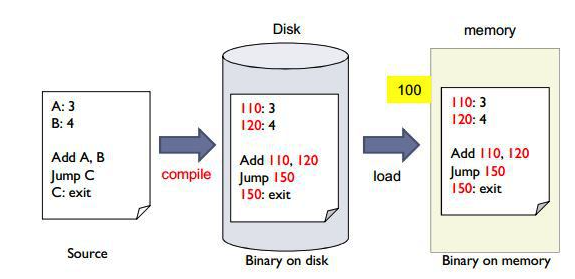 Disk
memory
A: 3
B: 4
Add A, B
Jump C
C: exit
Source
compile
110: 3
120: 4
Add 110, 120
Jump 150
150: exit
Binary on disk
load
100
110: 3
120: 4
Add 110, 120
Jump 150
150: exit
Binary on memory